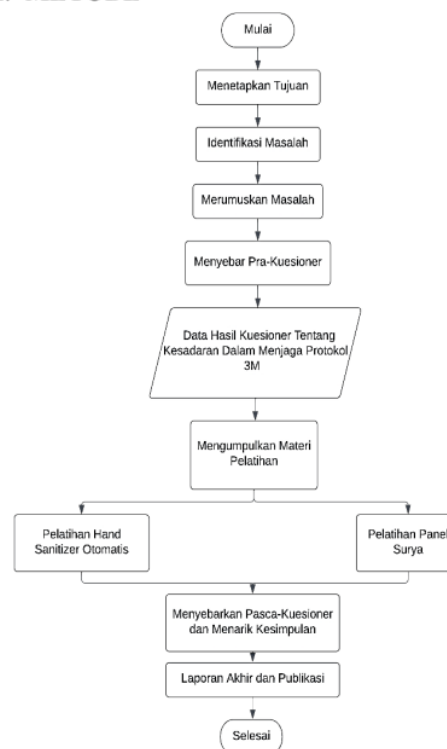 Mulai
Menetapkan Tujuan
Identifikasi Masalah
Merumuskan Masalah
Menyebar Pra-Kuesioner
Data Hasil Kuesioner Tentang
Kesadaran Dalam Menjaga Protokol
3M
Mengumpulkan Materi
Pelatihan
Pelatihan Hand
Sanitizer Otomatis
Pelatihan Panel
Surya
Menyebarkan Pasca-Kuesioner
dan Menarik Kesimpulan
Laporan Akhir dan Publikasi
Selesai